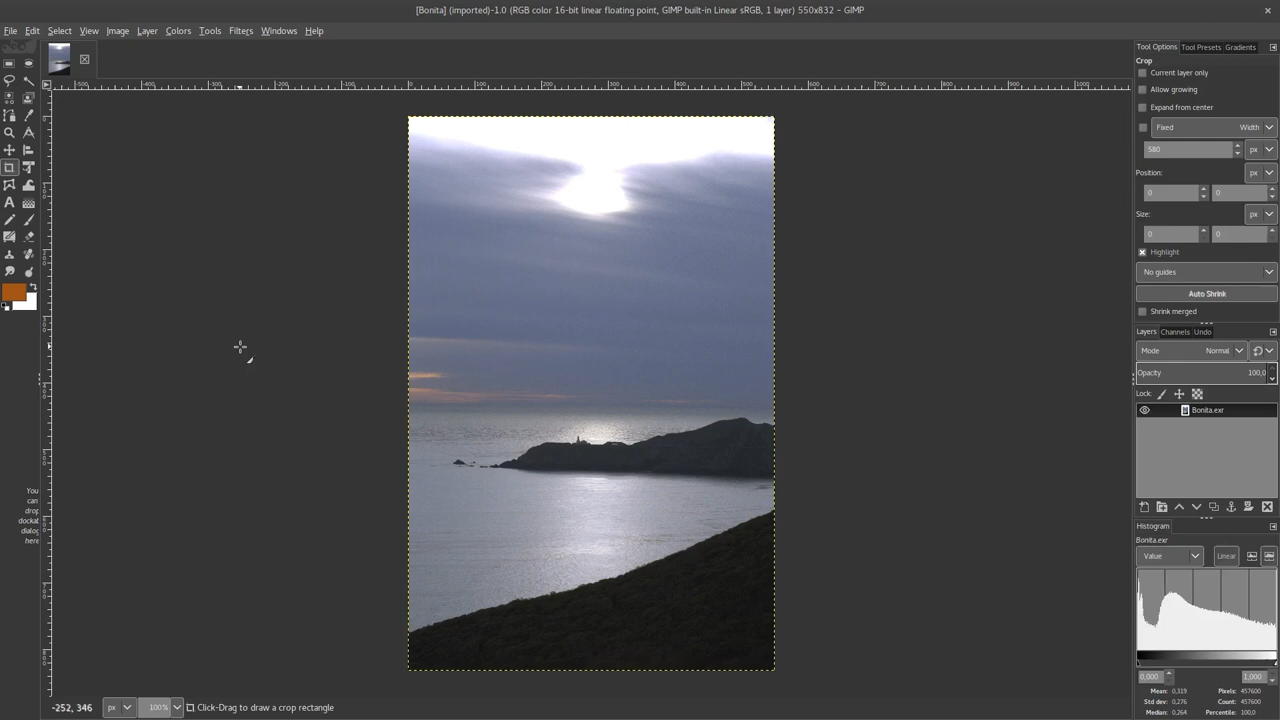 [Bonita] (imported)-1.0 (RGB color 16-bit linear floating point, GIMP built-in Linear sRGB, 1 layer) 550x832 – GIMP
File Edit Select View Image Layer Colors Tools Filters Windows Help
Tool Options Tool Presets Gradients
Crop
Current layer only
Allow growing
Expand from center
Fixed Width
580 px
Position: px
0 0
Size: px
0 0
Highlight
No guides
Auto Shrink
Shrink merged
Layers Channels Undo
Mode Normal
Opacity 100,0
Lock:
Bonita.exr
You
can
drop
dockable
dialogs
here
Histogram
Bonita.exr
Value Linear
0,000 1,000
Mean: 0,319 Pixels: 457600
Std dev: 0,276 Count: 457600
Median: 0,264 Percentile: 100,0
-252, 346 px 100% Click-Drag to draw a crop rectangle